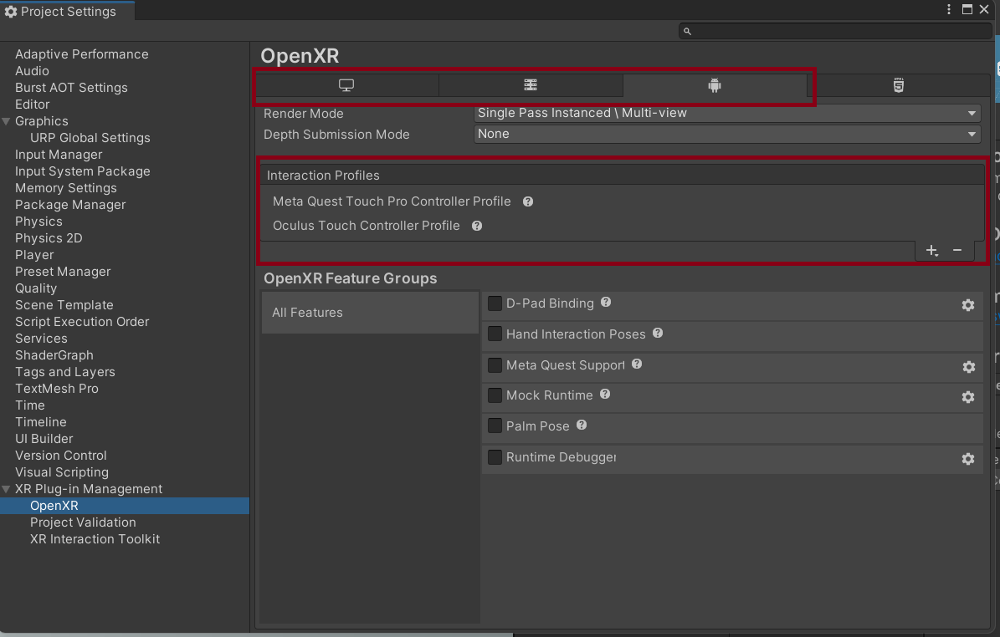 Project Settings
Adaptive Performance
Audio
Burst AOT Settings
Editor
Graphics
URP Global Settings
Input Manager
Input System Package
Memory Settings
Package Manager
Physics
Physics 2D
Player
Preset Manager
Quality
Scene Template
Script Execution Order
Services
ShaderGraph
Tags and Layers
TextMesh Pro
Time
Timeline
UI Builder
Version Control
Visual Scripting
XR Plug-in Management
OpenXR
Project Validation
XR Interaction Toolkit
OpenXR
Render Mode Single Pass Instanced \ Multi-view
Depth Submission Mode None
Interaction Profiles
Meta Quest Touch Pro Controller Profile
Oculus Touch Controller Profile
OpenXR Feature Groups
All Features
D-Pad Binding
Hand Interaction Poses
Meta Quest Support
Mock Runtime
Palm Pose
Runtime Debugger